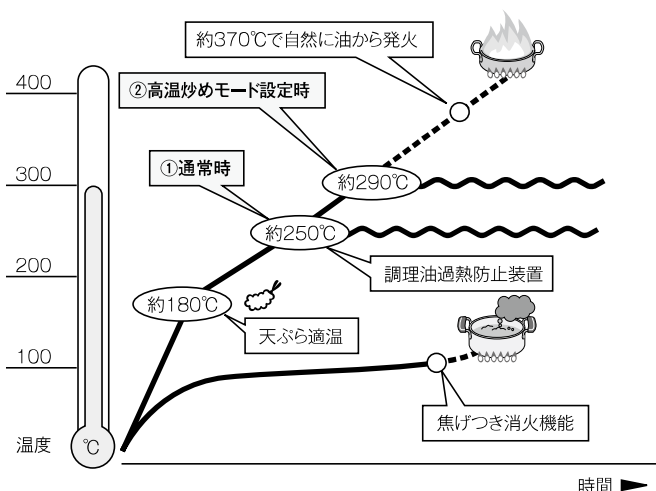 約370℃で自然に油から発火
400
②高温炒めモード設定時
300
①通常時
約290℃
約250℃
200
調理油過熱防止装置
約180℃
天ぷら適温
100
焦げつき消火機能
温度
℃
時間